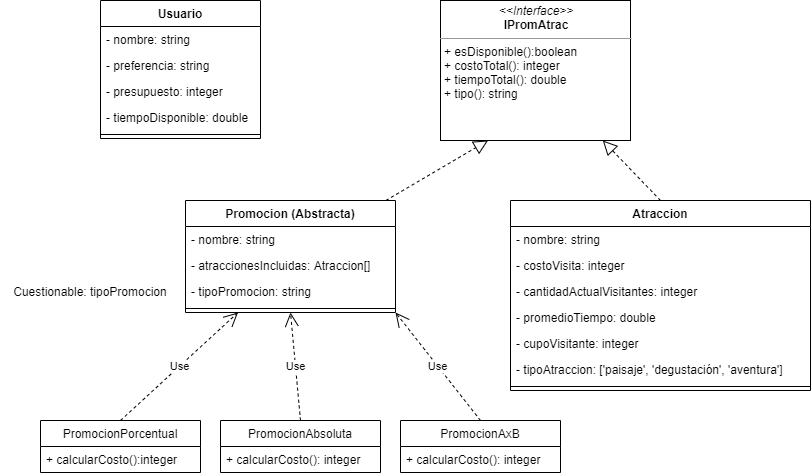 Usuario
- nombre: string
- preferencia: string
- presupuesto: integer
- tiempoDisponible: double
<<Interface>>
IPromAtrac
+ esDisponible():boolean
+ costoTotal(): integer
+ tiempoTotal(): double
+ tipo(): string
Promocion (Abstracta)
- nombre: string
- atraccionesIncluidas: Atraccion[]
- tipoPromocion: string
Cuestionable: tipoPromocion
Atraccion
- nombre: string
- costoVisita: integer
- cantidadActualVisitantes: integer
- promedioTiempo: double
- cupoVisitante: integer
- tipoAtraccion: ['paisaje', 'degustación', 'aventura']
Use
Use
Use
PromocionPorcentual
+ calcularCosto():integer
PromocionAbsoluta
+ calcularCosto(): integer
PromocionAxB
+ calcularCosto(): integer